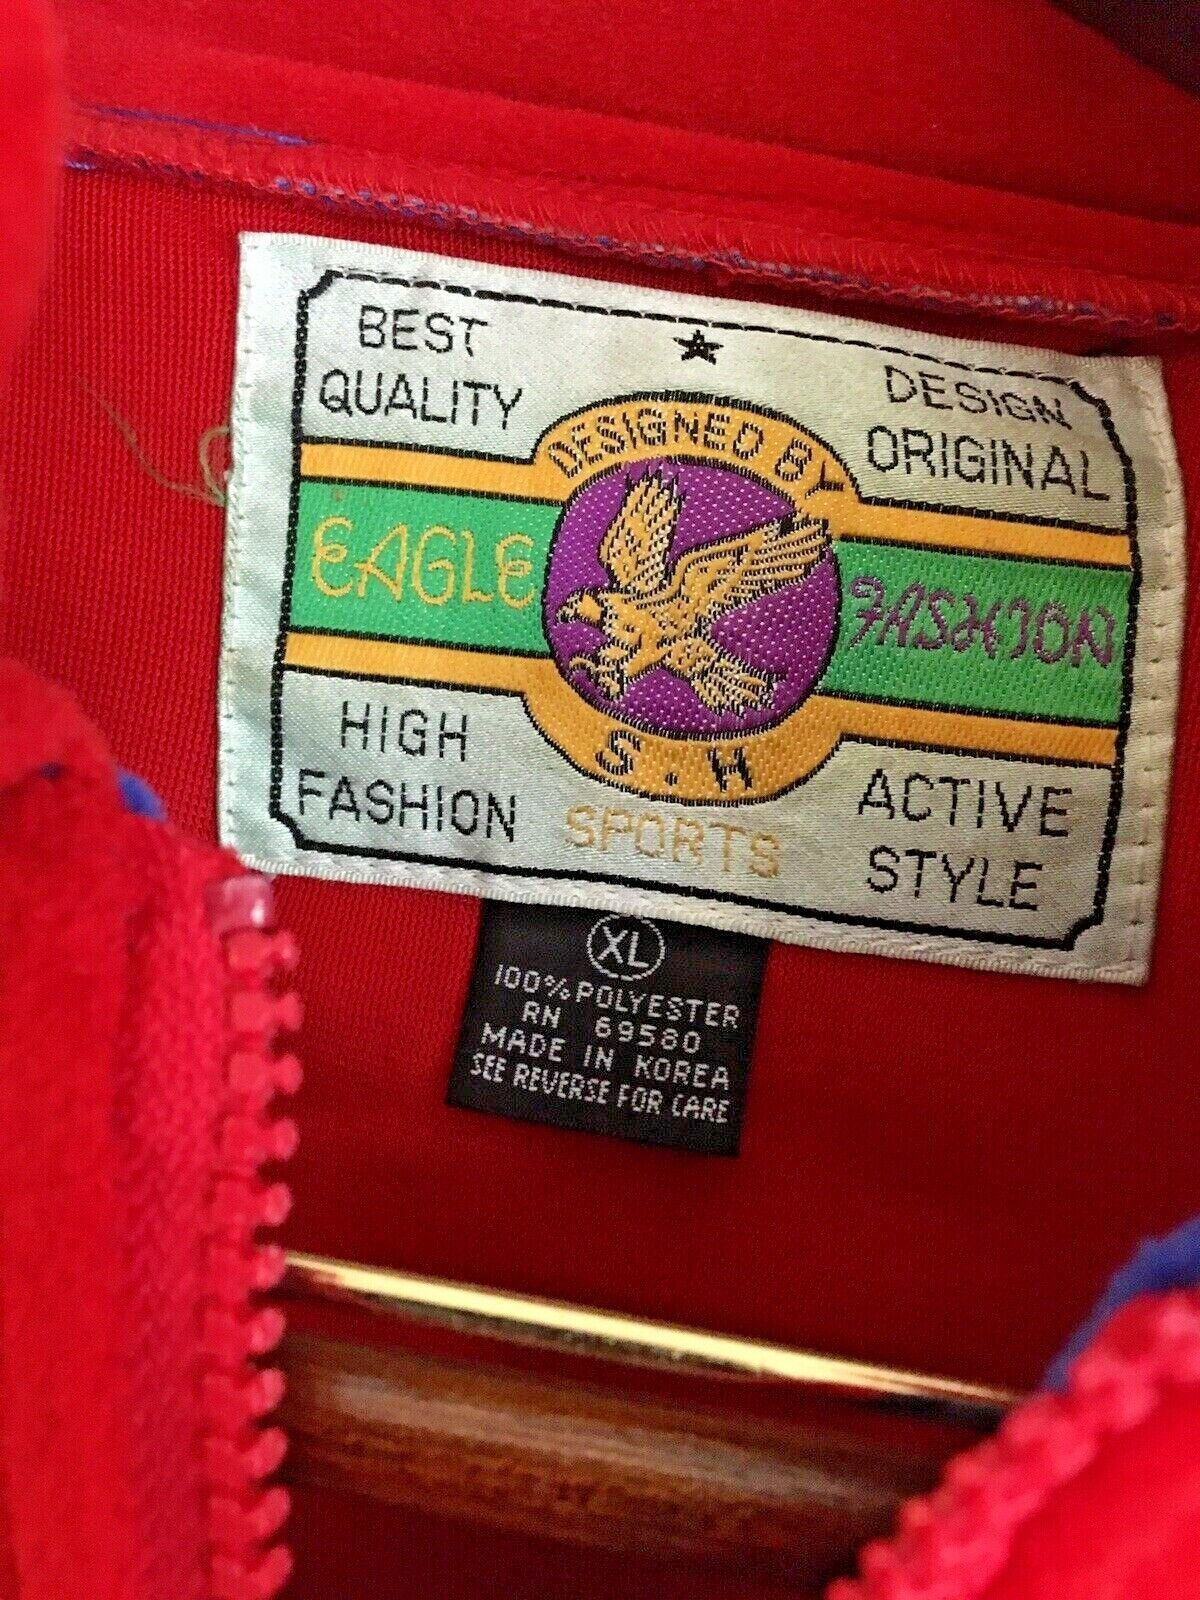 BEST
QUALITY
DESIGN
ORIGINAL
DESIGNED BY
EAGLE
FASHION
S.H
HIGH
FASHION
SPORTS
ACTIVE
STYLE
XL
100% POLYESTER
RN 69580
MADE IN KOREA
SEE REVERSE FOR CARE